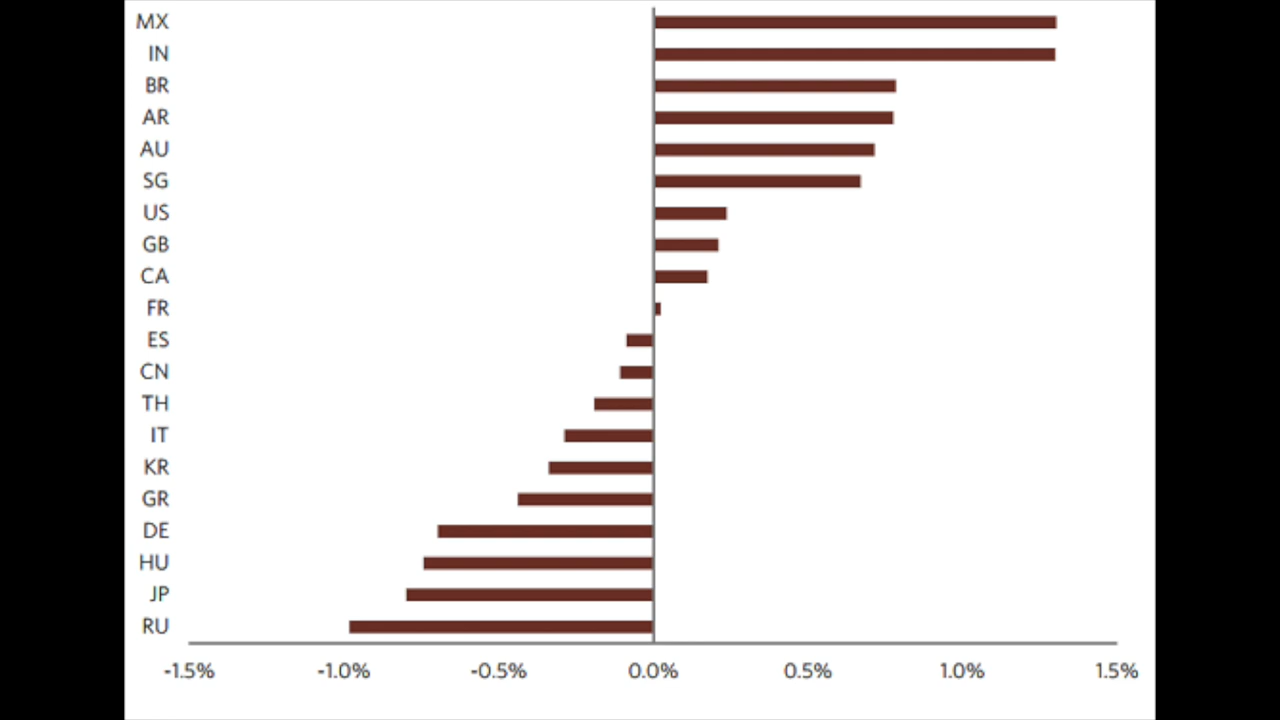 MX
IN
BR
AR
AU
SG
US
GB
CA
FR
ES
CN
TH
IT
KR
GR
DE
HU
JP
RU
-1.5% -1.0% -0.5% 0.0% 0.5% 1.0% 1.5%